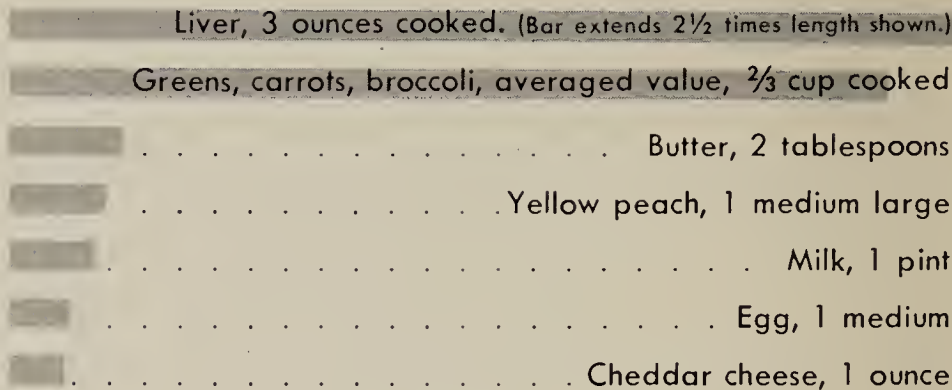 Liver, 3 ounces cooked. (Bar extends 2½ times length shown.)
Greens, carrots, broccoli, averaged value, ⅔ cup cooked
. . . . . . . . . . . . . . Butter, 2 tablespoons
. . . . . . . . . . . . Yellow peach, 1 medium large
. . . . . . . . . . . . . . . . . . . Milk, 1 pint
. . . . . . . . . . . . . . . . . . Egg, 1 medium
. . . . . . . . . . . . . . . Cheddar cheese, 1 ounce